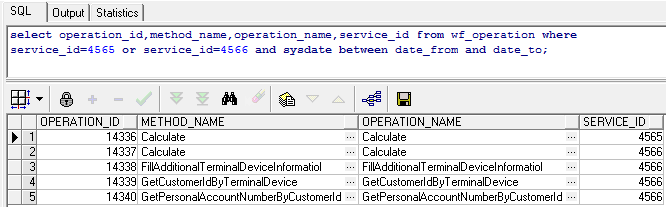 SQL Output Statistics
select operation_id,method_name,operation_name,service_id from wf_operation where
service_id=4565 or service_id=4566 and sysdate between date_from and date_to;
OPERATION_ID METHOD_NAME OPERATION_NAME SERVICE_ID
1 14336 Calculate ... Calculate ... 4565
2 14337 Calculate ... Calculate ... 4566
3 14338 FillAdditionalTerminalDeviceInformatiol ... FillAdditionalTerminalDeviceInformatiol ... 4566
4 14339 GetCustomerIdByTerminalDevice ... GetCustomerIdByTerminalDevice ... 4566
5 14340 GetPersonalAccountNumberByCustomerId ... GetPersonalAccountNumberByCustomerId ... 4566